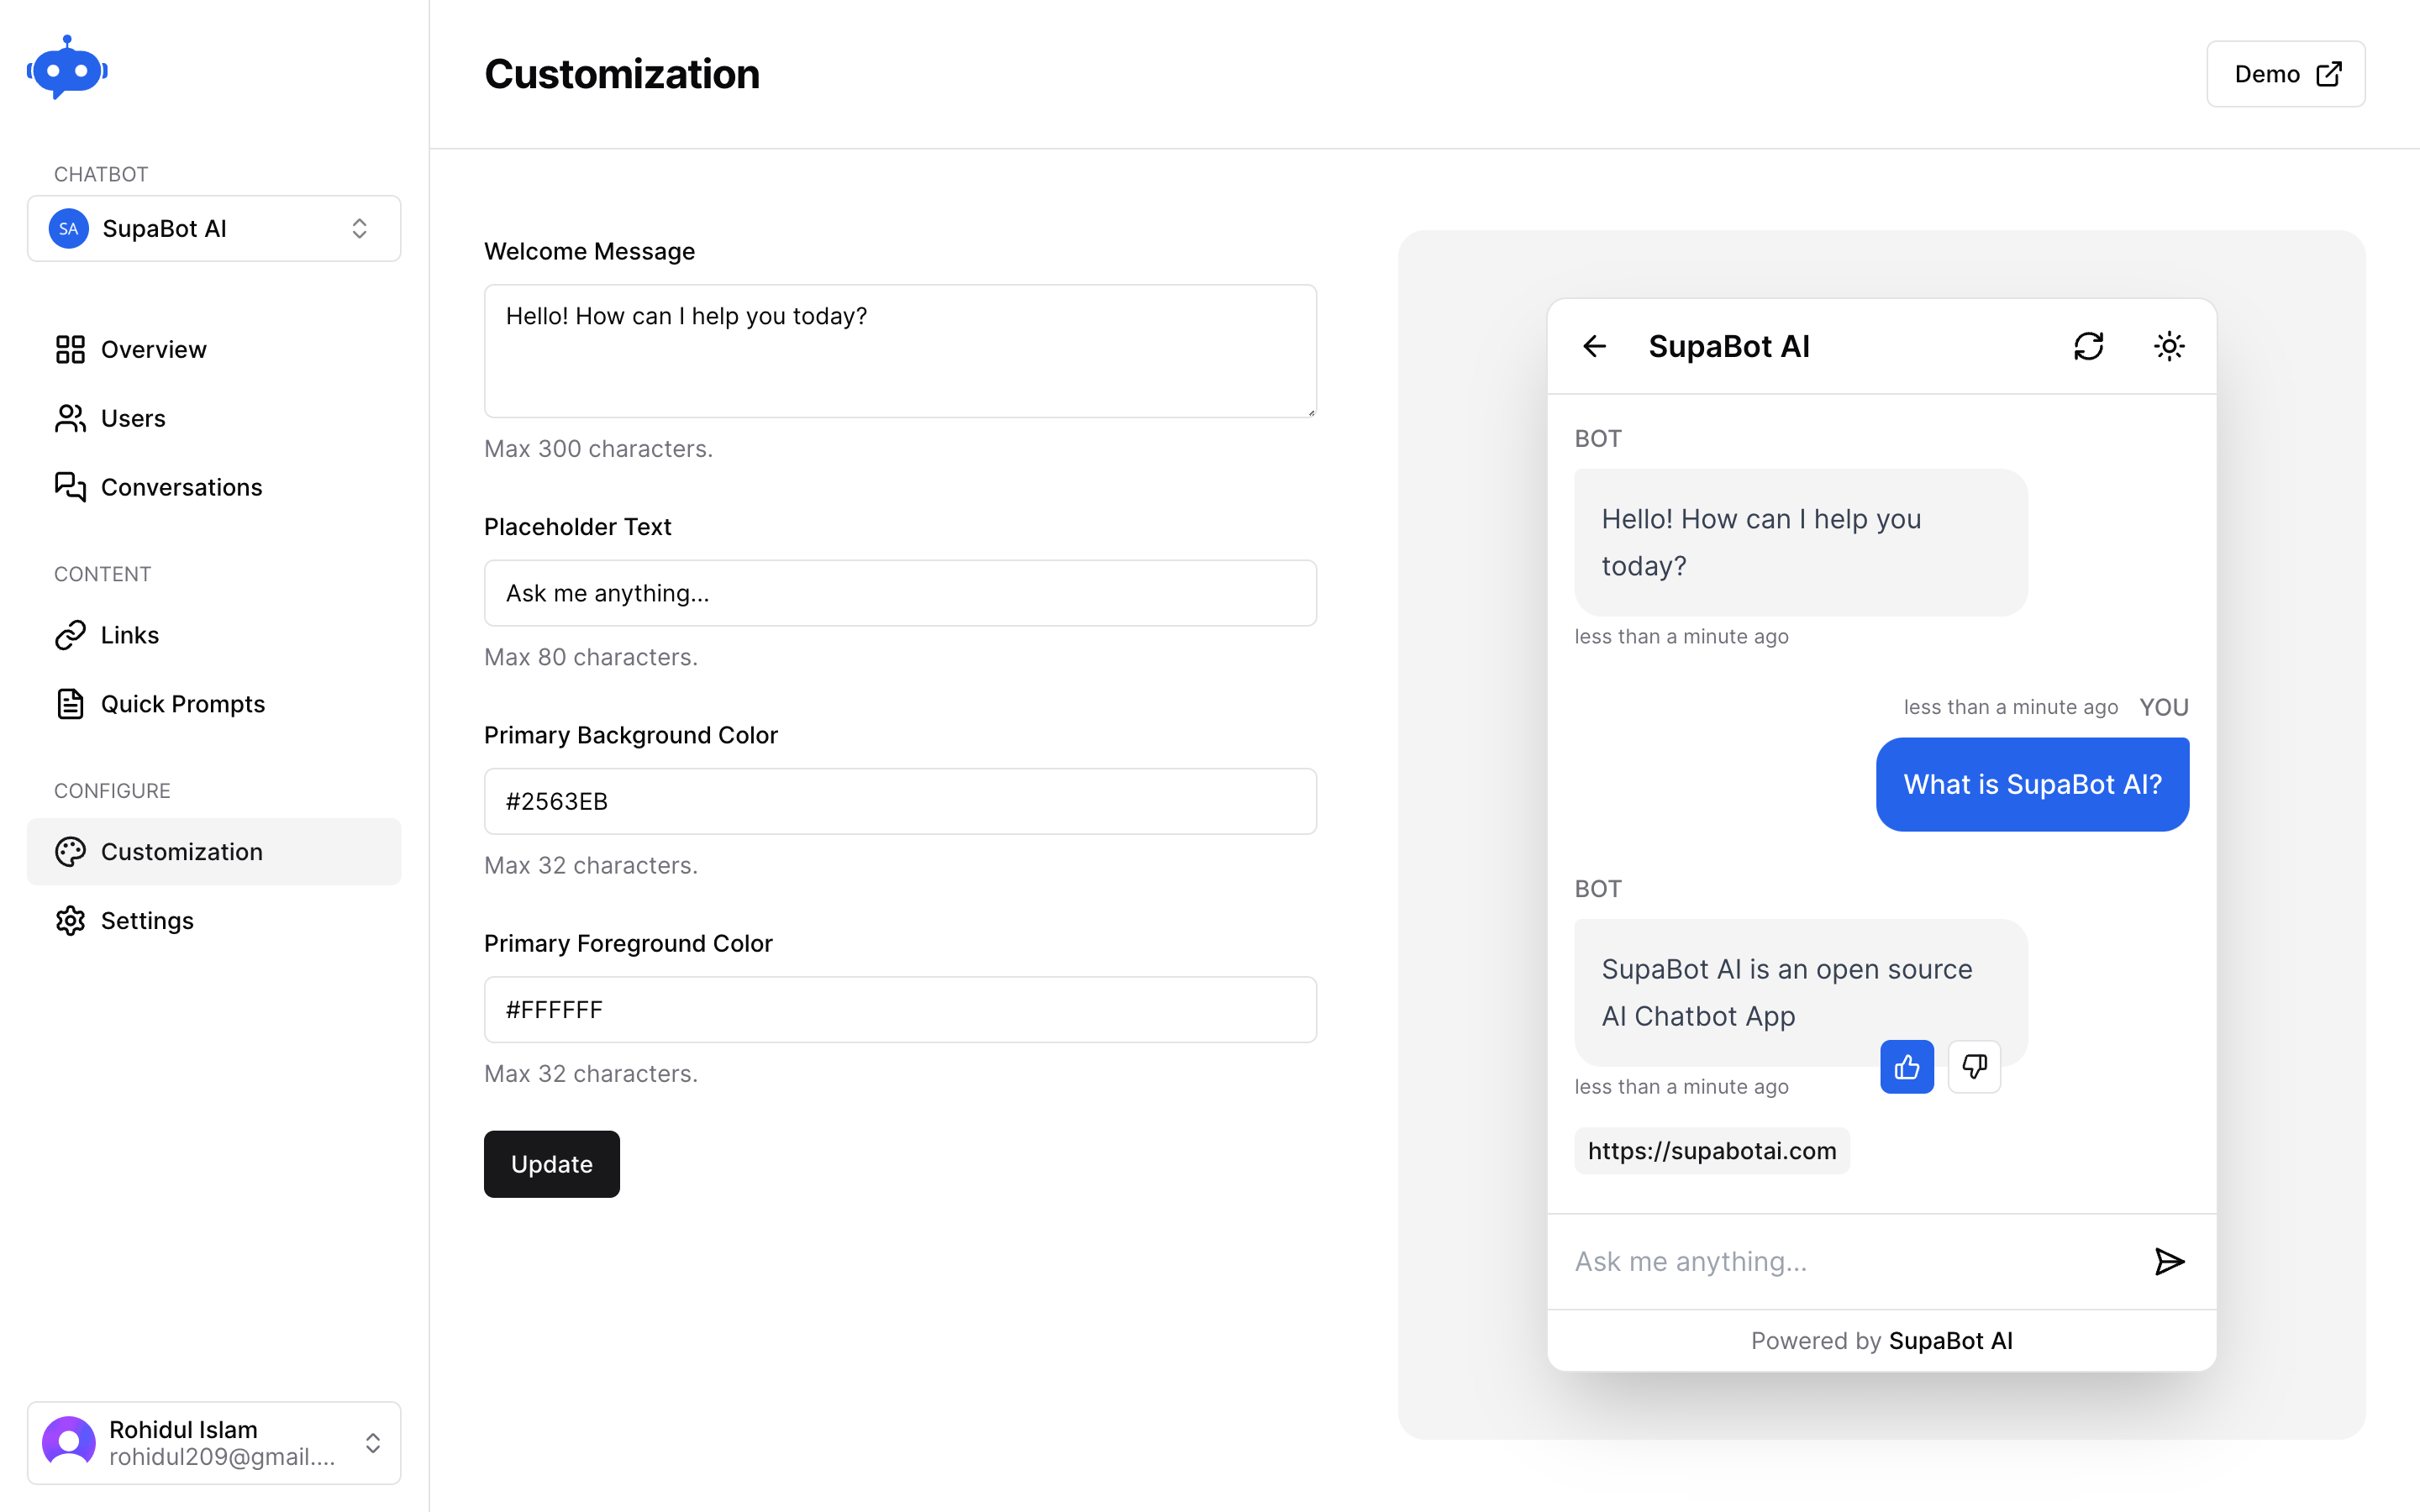 CHATBOT
SA
SupaBot AI
Overview
Users
Conversations
CONTENT
Links
Quick Prompts
CONFIGURE
Customization
Settings
Rohidul Islam
rohidul209@gmail....
Customization
Demo
Welcome Message
Hello! How can I help you today?
Max 300 characters.
Placeholder Text
Ask me anything...
Max 80 characters.
Primary Background Color
#2563EB
Max 32 characters.
Primary Foreground Color
#FFFFFF
Max 32 characters.
Update
SupaBot AI
BOT
Hello! How can I help you
today?
less than a minute ago
less than a minute ago YOU
What is SupaBot AI?
BOT
SupaBot AI is an open source
AI Chatbot App
less than a minute ago
https://supabotai.com
Ask me anything...
Powered by SupaBot AI